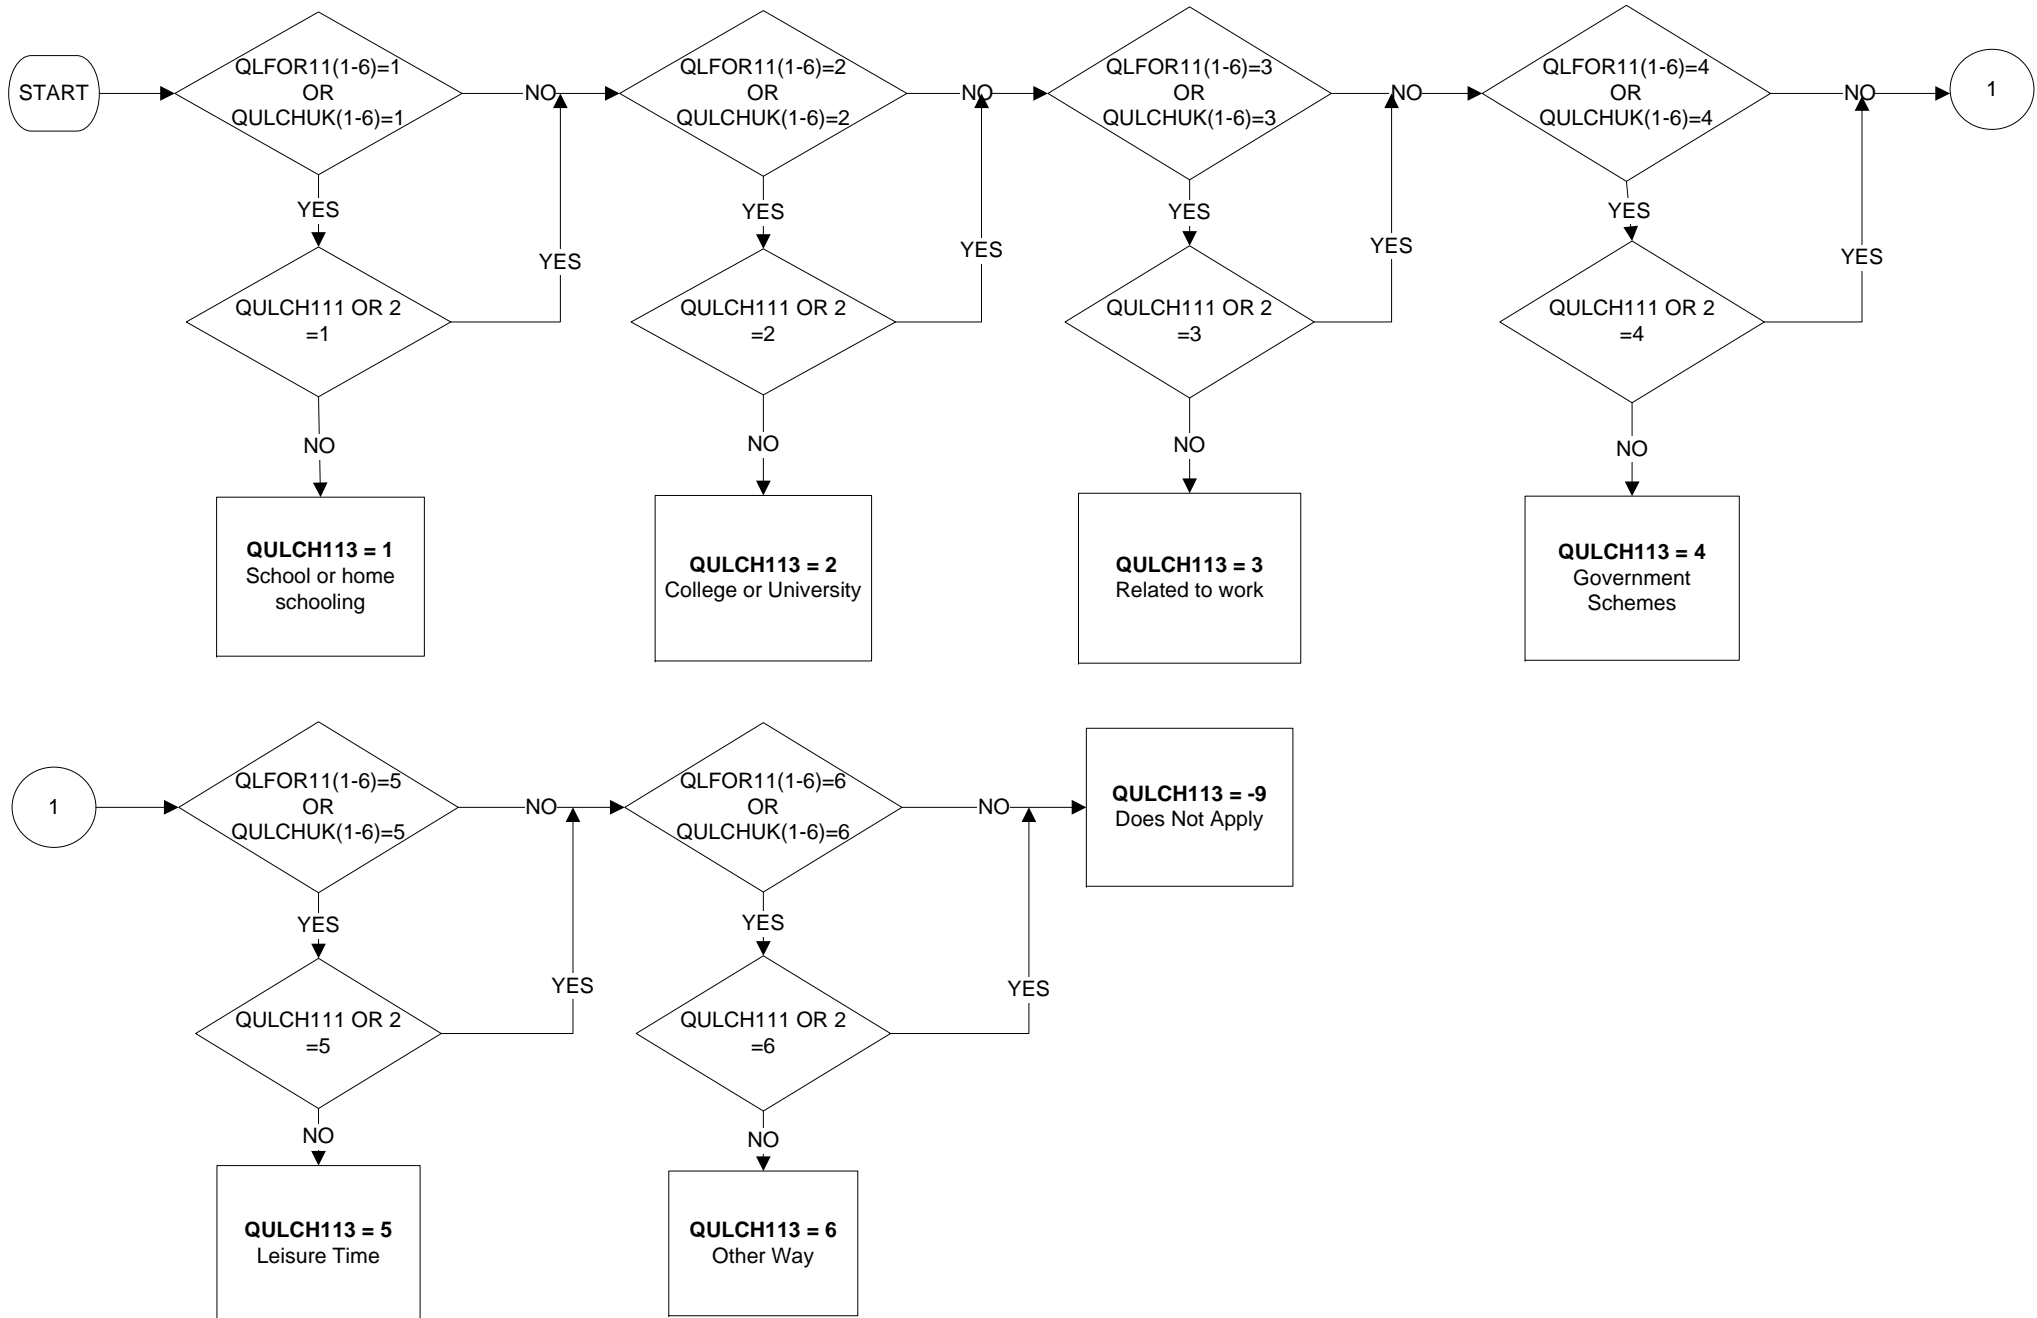 START
QLFOR11(1-6)=1
OR
QULCHUK(1-6)=1
NO
QLFOR11(1-6)=2
OR
QULCHUK(1-6)=2
NO
QLFOR11(1-6)=3
OR
QULCHUK(1-6)=3
NO
QLFOR11(1-6)=4
OR
QULCHUK(1-6)=4
NO
1
YES
YES
YES
YES
YES
YES
YES
YES
QULCH111 OR 2
=1
QULCH111 OR 2
=2
QULCH111 OR 2
=3
QULCH111 OR 2
=4
NO
NO
NO
NO
QULCH113 = 1
School or home
schooling
QULCH113 = 2
College or University
QULCH113 = 3
Related to work
QULCH113 = 4
Government
Schemes
1
QLFOR11(1-6)=5
OR
QULCHUK(1-6)=5
NO
QLFOR11(1-6)=6
OR
QULCHUK(1-6)=6
NO
QULCH113 = -9
Does Not Apply
YES
YES
YES
YES
QULCH111 OR 2
=5
QULCH111 OR 2
=6
NO
NO
QULCH113 = 5
Leisure Time
QULCH113 = 6
Other Way